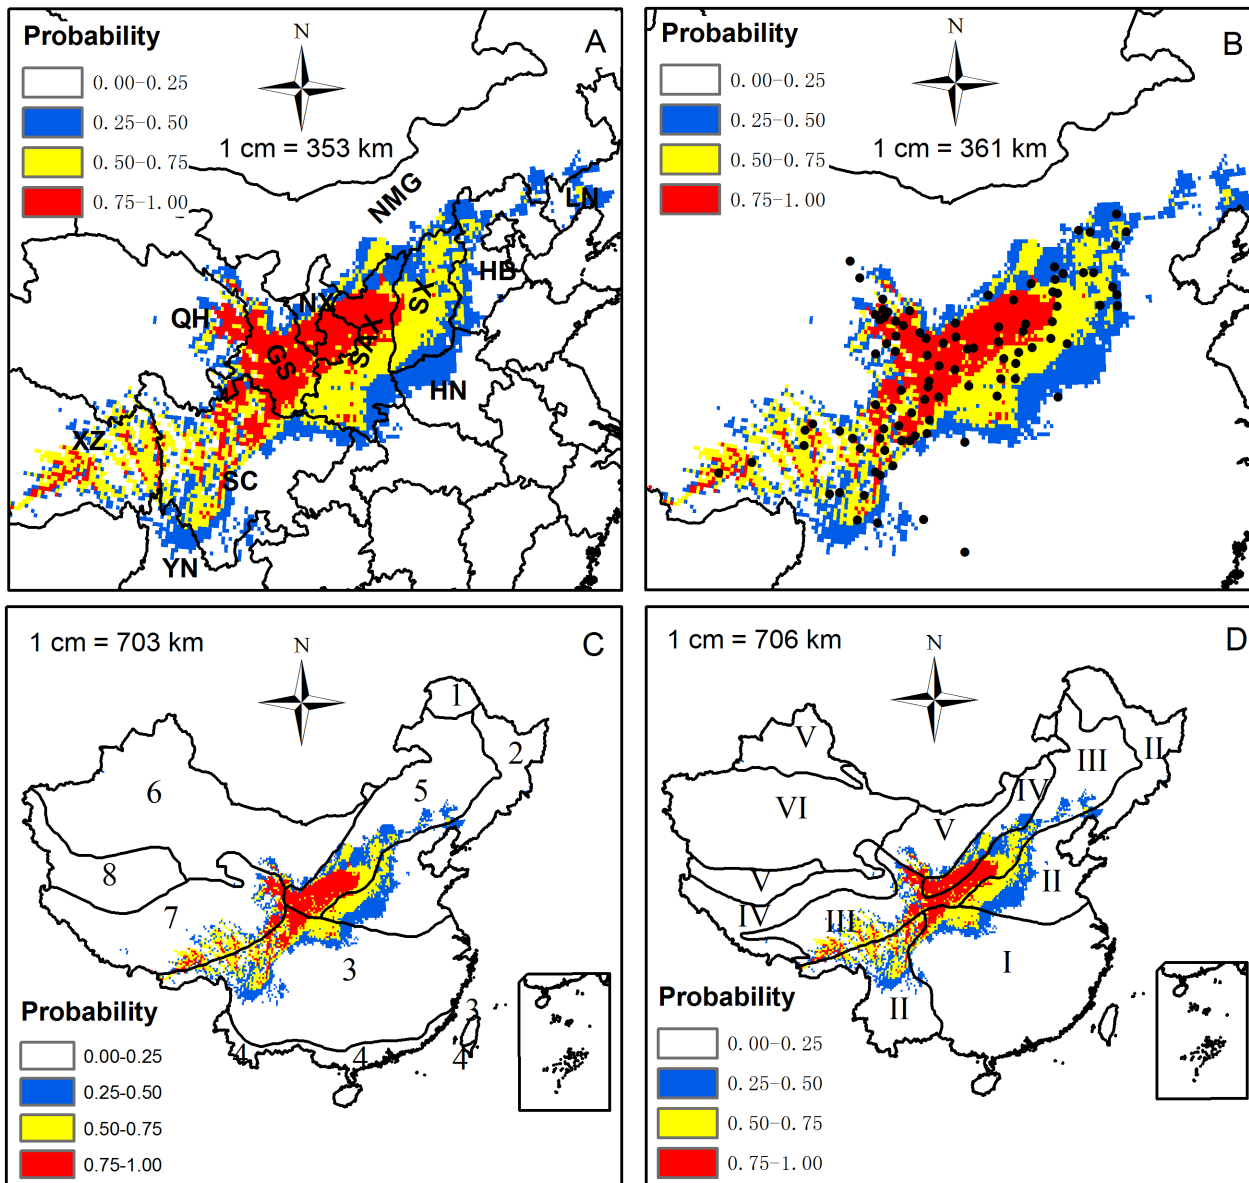 Probability
0.00-0.25
0.25-0.50
0.50-0.75
0.75-1.00
N
A
1 cm = 353 km
NMG
LN
HB
NX
SX
QH
SAX
GS
HN
XZ
SC
YN
Probability
0.00-0.25
0.25-0.50
0.50-0.75
0.75-1.00
N
B
1 cm = 361 km
1 cm = 703 km
N
C
1
2
5
6
8
7
3
3
4
4
4
Probability
0.00-0.25
0.25-0.50
0.50-0.75
0.75-1.00
1 cm = 706 km
N
D
V
III
II
IV
VI
V
V
II
IV
III
I
II
Probability
0.00-0.25
0.25-0.50
0.50-0.75
0.75-1.00